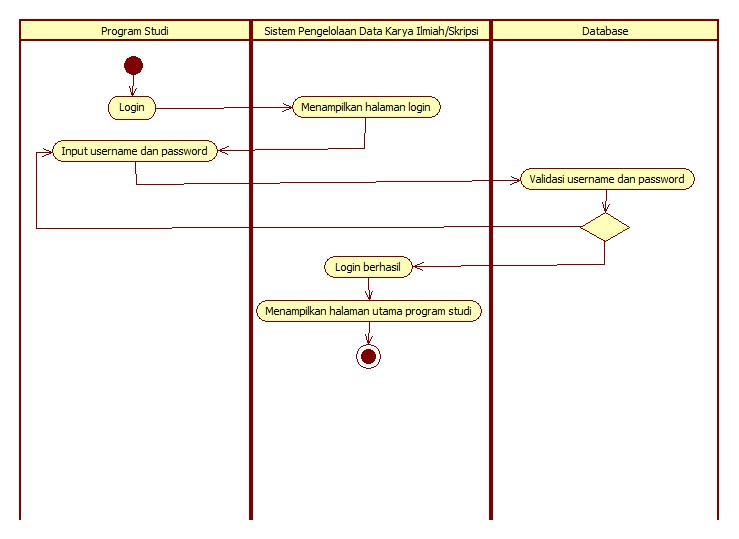 Program Studi
Sistem Pengelolaan Data Karya Ilmiah/Skripsi
Database
Login
Menampilkan halaman login
Input username dan password
Validasi username dan password
Login berhasil
Menampilkan halaman utama program studi